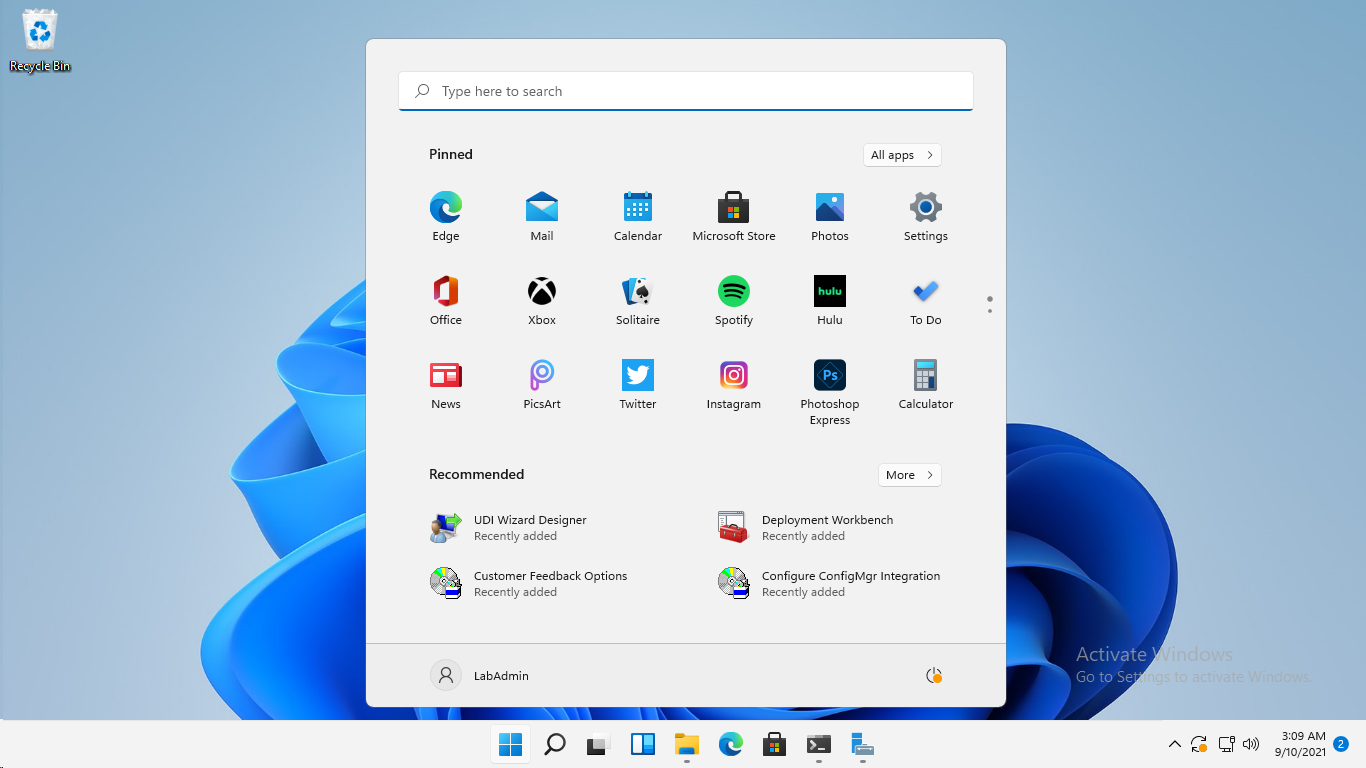 Recycle Bin
Type here to search
Pinned
All apps
Edge
Mail
Calendar
Microsoft Store
Photos
Settings
Office
Xbox
Solitaire
Spotify
hulu
Hulu
To Do
News
PicsArt
Twitter
Instagram
Ps
Photoshop
Express
Calculator
Recommended
More
UDI Wizard Designer
Recently added
Deployment Workbench
Recently added
Customer Feedback Options
Recently added
Configure ConfigMgr Integration
Recently added
LabAdmin
Activate Windows
Go to Settings to activate Windows.
3:09 AM
9/10/2021
2